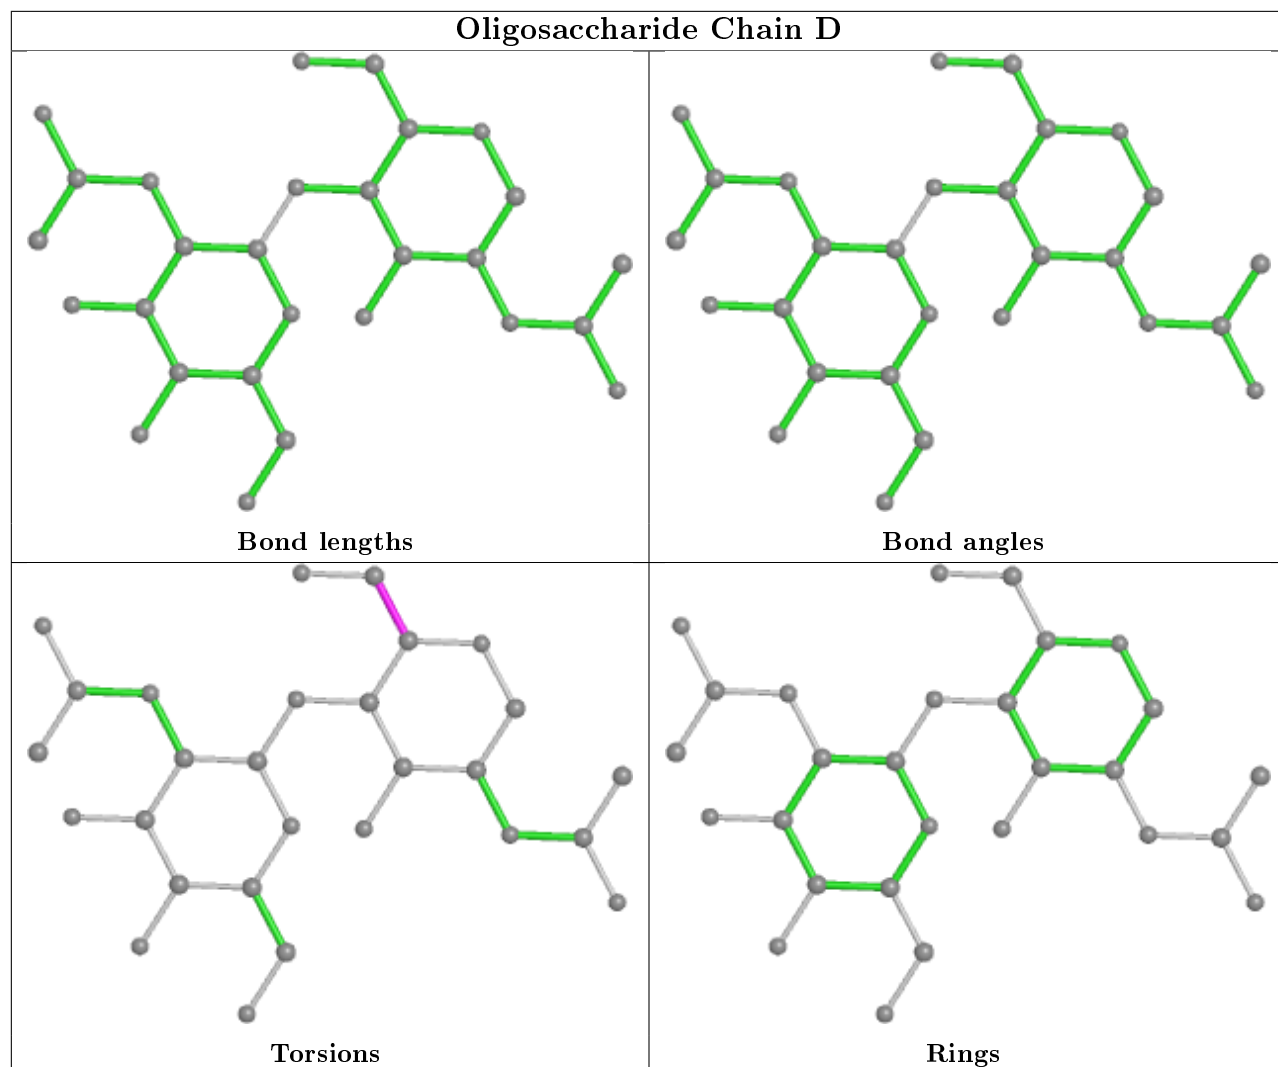 Oligosaccharide Chain D
Bond lengths
Bond angles
Torsions
Rings